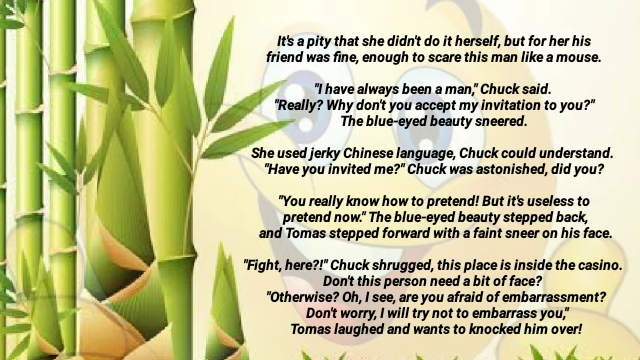 It's a pity that she didn't do it herself, but for her his
friend was fine, enough to scare this man like a mouse.
"I have always been a man," Chuck said.
"Really? Why don't you accept my invitation to you?"
The blue-eyed beauty sneered.
She used jerky Chinese language, Chuck could understand.
"Have you invited me?" Chuck was astonished, did you?
"You really know how to pretend! But it's useless to
pretend now." The blue-eyed beauty stepped back,
and Tomas stepped forward with a faint sneer on his face.
"Fight, here?!" Chuck shrugged, this place is inside the casino.
Don't this person need a bit of face?
"Otherwise? Oh, I see, are you afraid of embarrassment?
Don't worry, I will try not to embarrass you,"
Tomas laughed and wants to knocked him over!